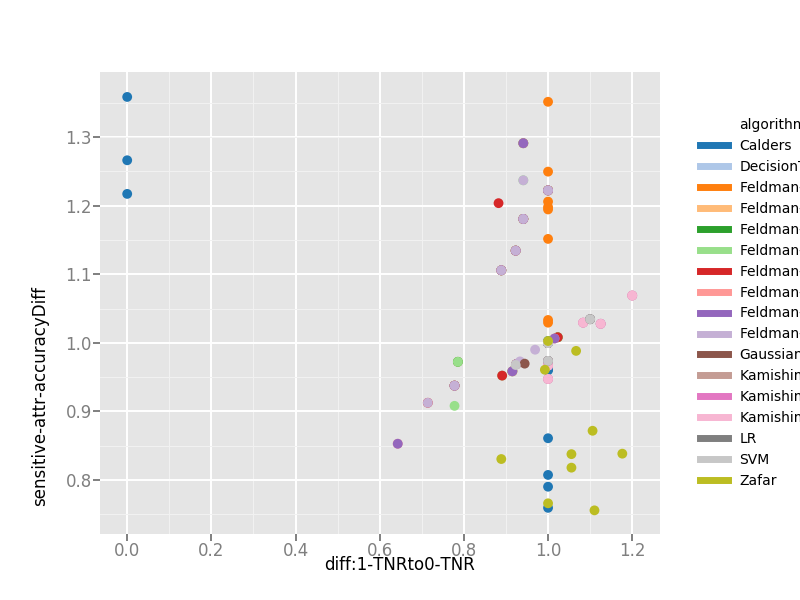 algorithm
Calders
1.3
DecisionT
Feldman-
1.2
Feldman-
Feldman-
Feldman-
1.1
Feldman-
Feldman-
Feldman-
1.0
Feldman-
Gaussian
Kamishin
0.9
Kamishin
Kamishin
LR
SVM
0.8
Zafar
sensitive-attr-accuracyDiff
0.0 0.2 0.4 0.6 0.8 1.0 1.2
diff:1-TNRto0-TNR